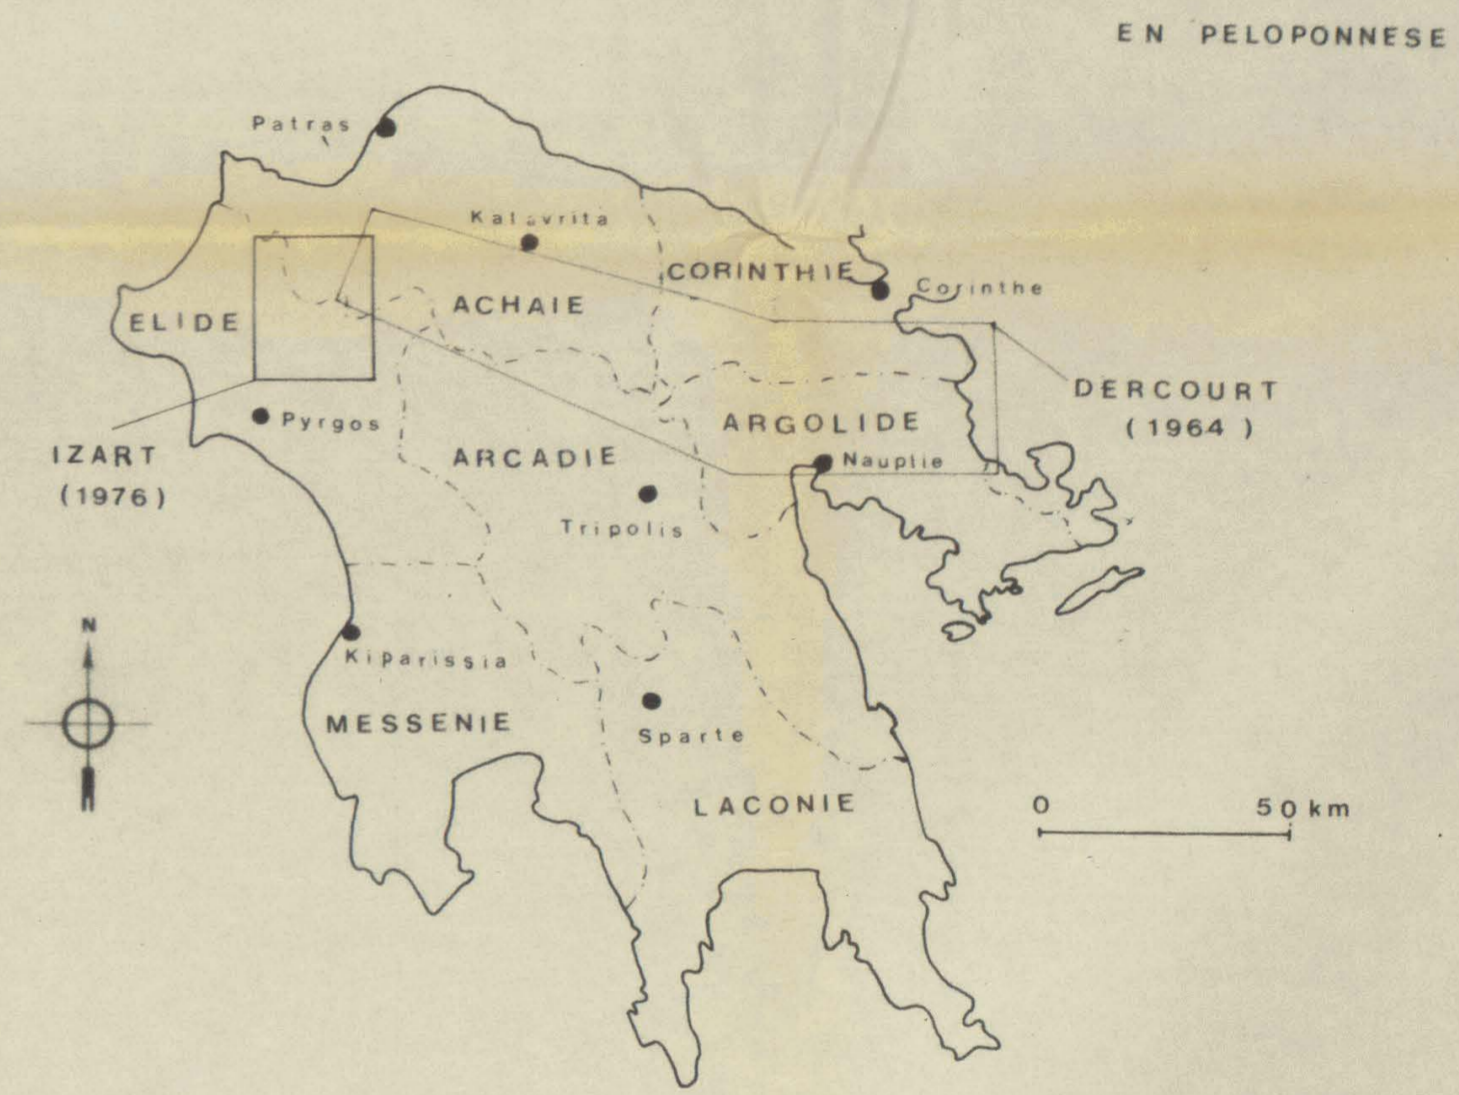 EN PELOPONNESE
Patras
Kalavrita
CORINTHIE
Corinthe
ACHAIE
ELIDE
DERCOURT
(1964)
Pyrgos
ARGOLIDE
IZART
(1976)
ARCADIE
Nauplie
Tripolis
N
Kiparissia
MESSENIE
Sparte
LACONIE
0 50 km